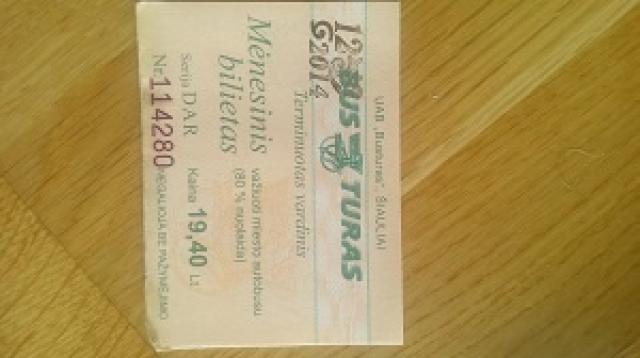 UAB „Busturas", ŠIAULIAI
BUS TURAS
12
G2014
Terminuotas vardinis
Mėnesinis
bilietas
važiuoti miesto autobusu
(80 % nuolaida)
Serija DAR Kaina 19,40 Lt
Nr. 114280 NEGALIOJA BE PAŽYMĖJIMO